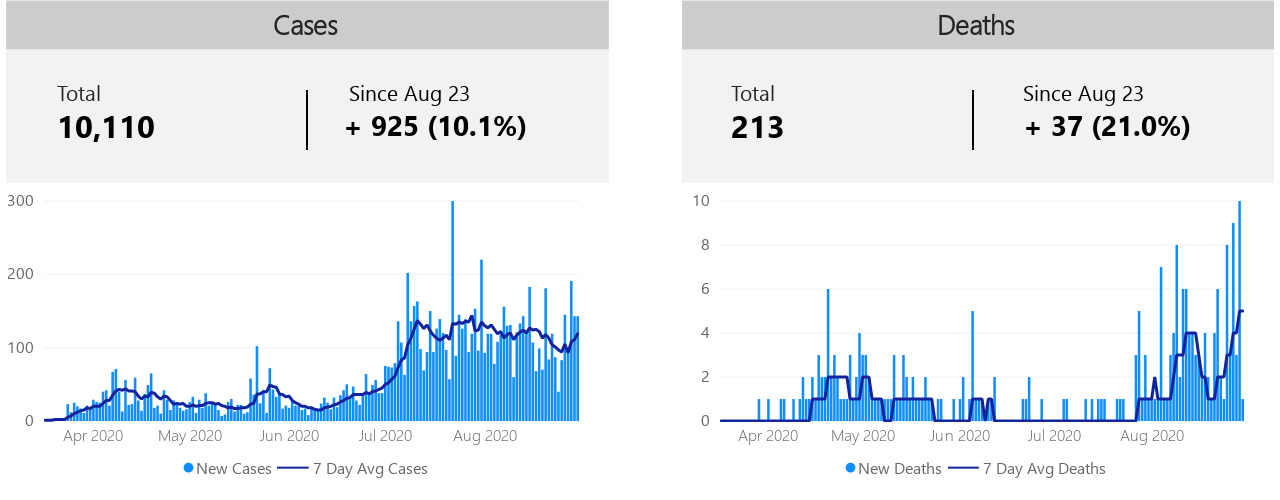 Cases
Total
10,110
Since Aug 23
+ 925 (10.1%)
300
200
100
0
Apr 2020 May 2020 Jun 2020 Jul 2020 Aug 2020
New Cases 7 Day Avg Cases
Deaths
Total
213
Since Aug 23
+ 37 (21.0%)
10
8
6
4
2
0
Apr 2020 May 2020 Jun 2020 Jul 2020 Aug 2020
New Deaths 7 Day Avg Deaths